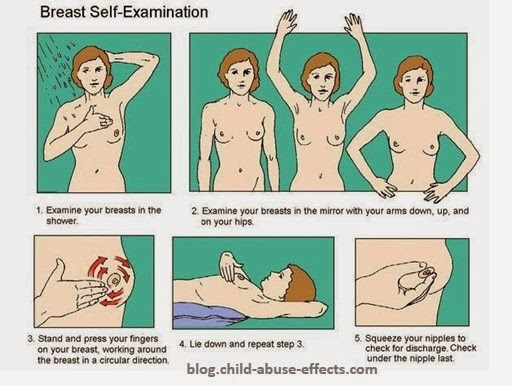 Breast Self-Examination
1. Examine your breasts in the
shower.
2. Examine your breasts in the mirror with your arms down, up, and
on your hips.
3. Stand and press your fingers
on your breast, working around
the breast in a circular direction.
4. Lie down and repeat step 3.
5. Squeeze your nipples to
check for discharge. Check
under the nipple last.
blog.child-abuse-effects.com